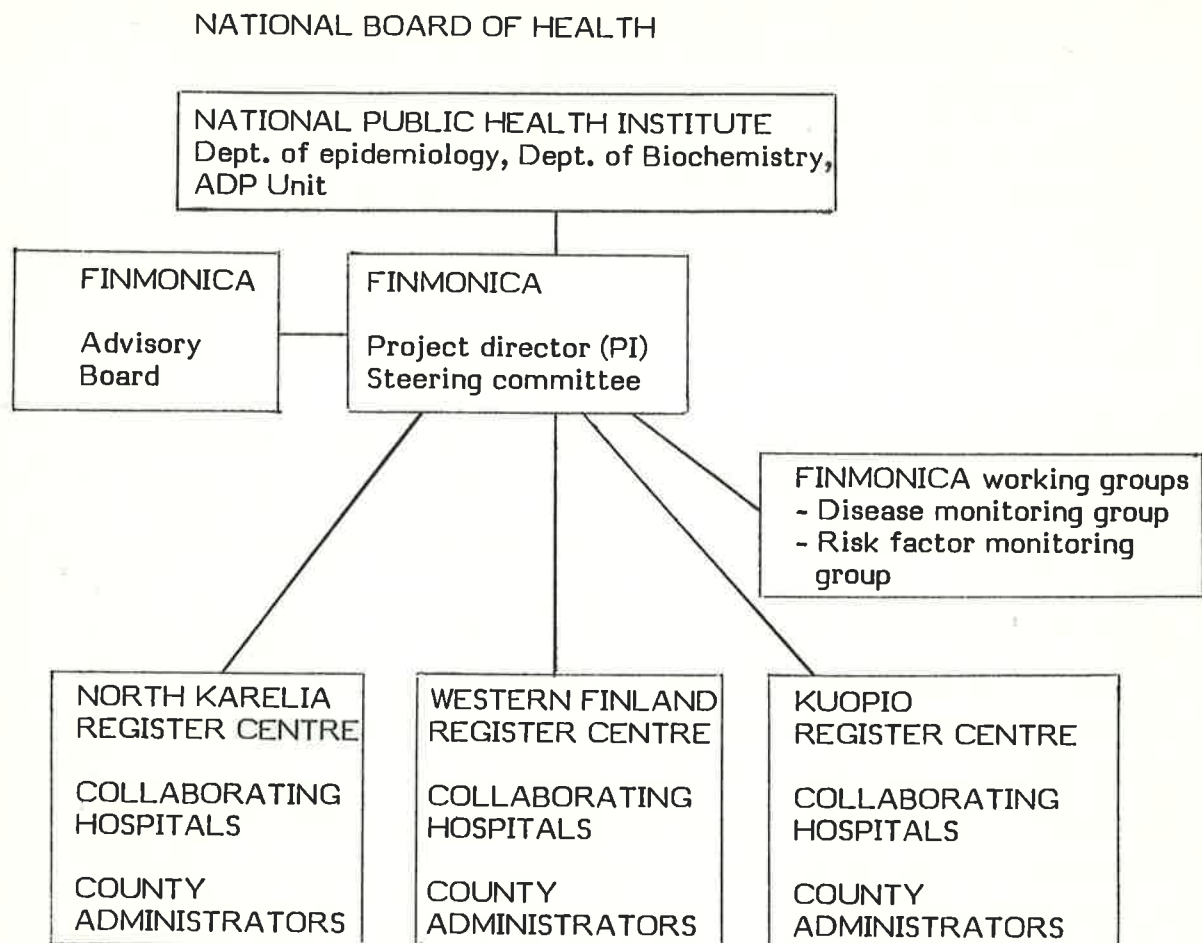 NATIONAL BOARD OF HEALTH
NATIONAL PUBLIC HEALTH INSTITUTE
Dept. of epidemiology, Dept. of Biochemistry,
ADP Unit
FINMONICA
Advisory
Board
FINMONICA
Project director (PI)
Steering committee
FINMONICA working groups
- Disease monitoring group
- Risk factor monitoring
group
NORTH KARELIA
REGISTER CENTRE
COLLABORATING
HOSPITALS
COUNTY
ADMINISTRATORS
WESTERN FINLAND
REGISTER CENTRE
COLLABORATING
HOSPITALS
COUNTY
ADMINISTRATORS
KUOPIO
REGISTER CENTRE
COLLABORATING
HOSPITALS
COUNTY
ADMINISTRATORS